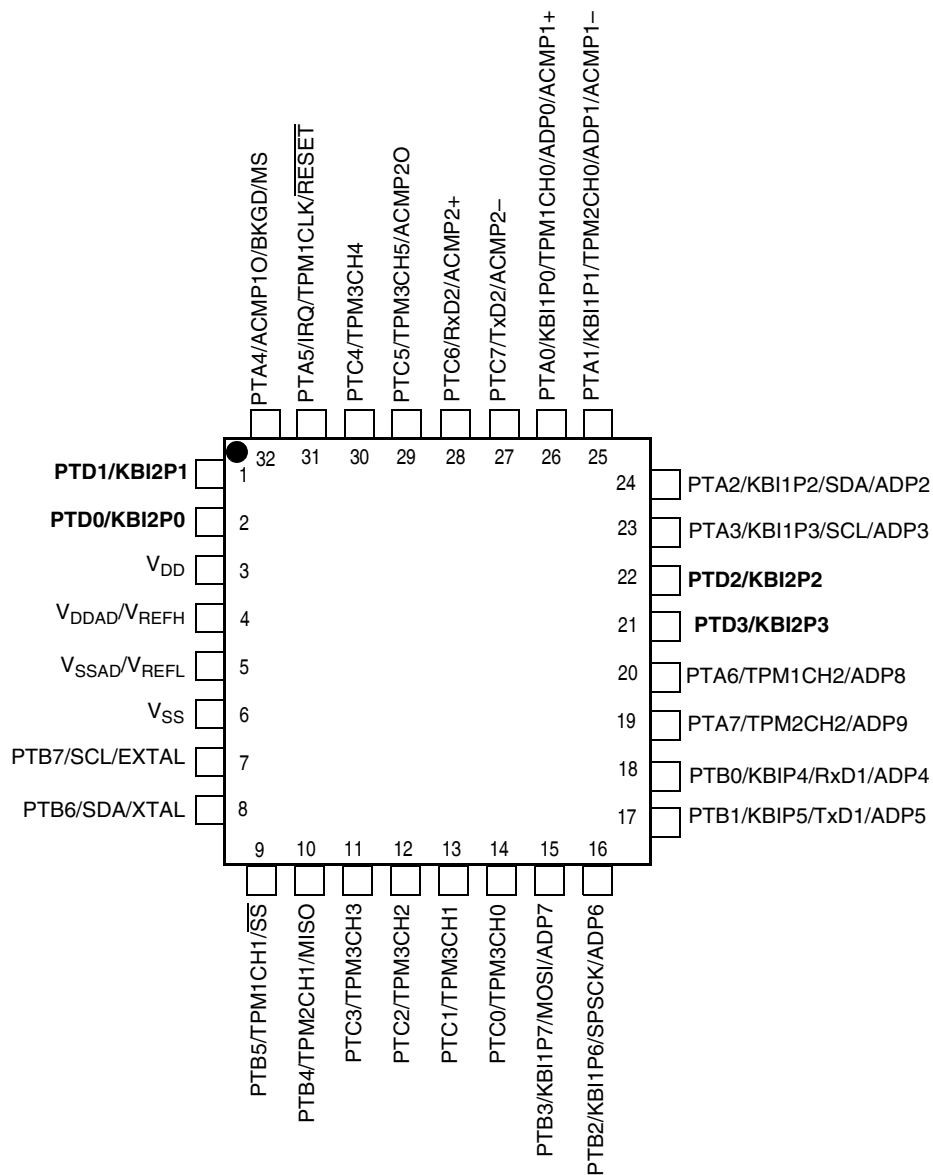 PTA4/ACMP1O/BKGD/MS
PTA5/IRQ/TPM1CLK/RESET
PTC4/TPM3CH4
PTC5/TPM3CH5/ACMP2O
PTC6/RxD2/ACMP2+
PTC7/TxD2/ACMP2–
PTA0/KBI1P0/TPM1CH0/ADP0/ACMP1+
PTA1/KBI1P1/TPM2CH0/ADP1/ACMP1–
32 31 30 29 28 27 26 25
PTD1/KBI2P1 1
PTD0/KBI2P0 2
VDD 3
VDDAD/VREFH 4
VSSAD/VREFL 5
VSS 6
PTB7/SCL/EXTAL 7
PTB6/SDA/XTAL 8
24 PTA2/KBI1P2/SDA/ADP2
23 PTA3/KBI1P3/SCL/ADP3
22 PTD2/KBI2P2
21 PTD3/KBI2P3
20 PTA6/TPM1CH2/ADP8
19 PTA7/TPM2CH2/ADP9
18 PTB0/KBIP4/RxD1/ADP4
17 PTB1/KBIP5/TxD1/ADP5
9 10 11 12 13 14 15 16
PTB5/TPM1CH1/SS
PTB4/TPM2CH1/MISO
PTC3/TPM3CH3
PTC2/TPM3CH2
PTC1/TPM3CH1
PTC0/TPM3CH0
PTB3/KBI1P7/MOSI/ADP7
PTB2/KBI1P6/SPSCK/ADP6